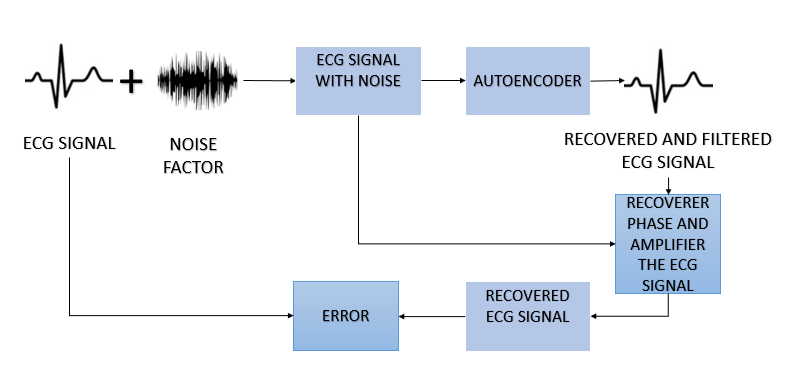 ECG SIGNAL
WITH NOISE
AUTOENCODER
+
ECG SIGNAL
NOISE
FACTOR
RECOVERED AND FILTERED
ECG SIGNAL
RECOVERER
PHASE AND
AMPLIFIER
THE ECG
SIGNAL
RECOVERED
ECG SIGNAL
ERROR